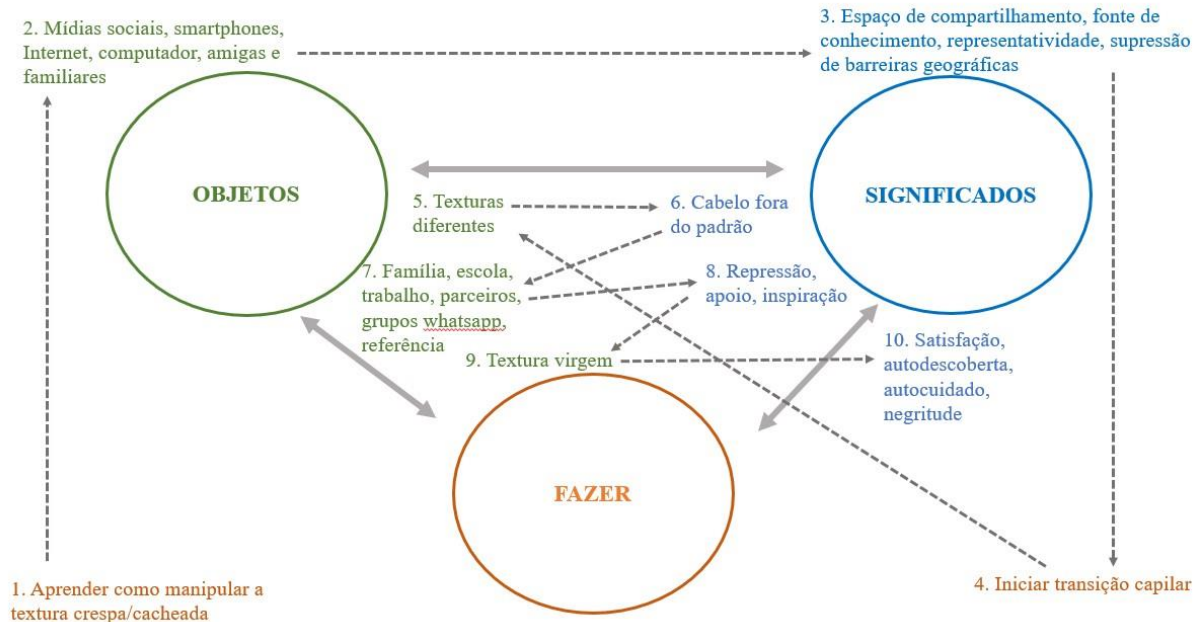 2. Mídias sociais, smartphones,
Internet, computador, amigas e
familiares
3. Espaço de compartilhamento, fonte de
conhecimento, representatividade, supressão
de barreiras geográficas
OBJETOS
SIGNIFICADOS
5. Texturas
diferentes
6. Cabelo fora
do padrão
7. Família, escola,
trabalho, parceiros,
grupos whatsapp,
referência
8. Repressão,
apoio, inspiração
9. Textura virgem
10. Satisfação,
autodescoberta,
autocuidado,
negritude
FAZER
1. Aprender como manipular a
textura crespa/cacheada
4. Iniciar transição capilar